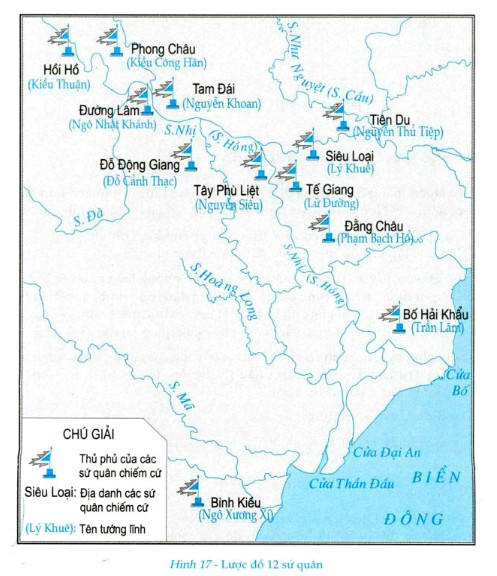 S. Như Nguyệt (S. Cầu)
Phong Châu
(Kiều Công Hãn)
Hồi Hồ
(Kiều Thuận)
Tam Đái
(Nguyễn Khoan)
Đường Lâm
(Ngô Nhật Khánh)
Tiên Du
(Nguyễn Thủ Tiệp)
S. Nhị
(S. Hồng)
Siêu Loại
(Lý Khuê)
Đỗ Động Giang
(Đỗ Cảnh Thạc)
Tây Phù Liệt
(Nguyễn Siêu)
Tế Giang
(Lữ Đường)
S. Đà
Đằng Châu
(Phạm Bạch Hổ)
S. Nhị (S. Hồng)
S. Hoàng Long
Bố Hải Khẩu
(Trần Lãm)
Cửa Bố
S. Mã
CHÚ GIẢI
Thủ phủ của các
sứ quân chiếm cứ
Siêu Loại: Địa danh các sứ
quân chiếm cứ
(Lý Khuê): Tên tướng lĩnh
Cửa Đại An
Cửa Thần Đầu
BIỂN
ĐÔNG
Bình Kiều
(Ngô Xương Xí)
Hình 17 - Lược đồ 12 sứ quân